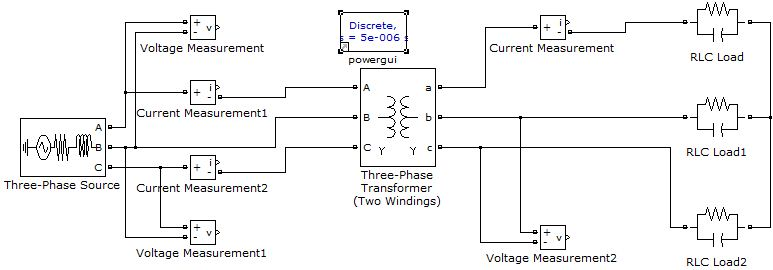 +
-
v
Voltage Measurement
Discrete,
s = 5e-006 s
powergui
+
-
i
Current Measurement
RLC Load
+
-
i
Current Measurement1
A
B
C
Three-Phase Source
A
B
C
a
b
c
Y
Y
Three-Phase
Transformer
(Two Windings)
RLC Load1
+
-
i
Current Measurement2
+
-
v
Voltage Measurement1
+
-
v
Voltage Measurement2
RLC Load2